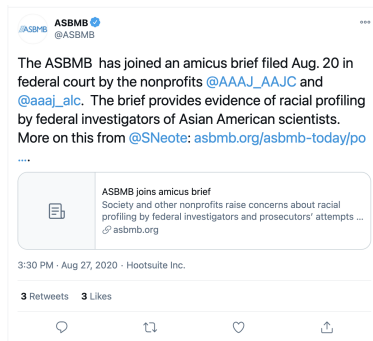 ASBMB
ASBMB
@ASBMB
The ASBMB has joined an amicus brief filed Aug. 20 in
federal court by the nonprofits @AAAJ_AAJC and
@aaaj_alc. The brief provides evidence of racial profiling
by federal investigators of Asian American scientists.
More on this from @SNeote: asbmb.org/asbmb-today/po
....
ASBMB joins amicus brief
Society and other nonprofits raise concerns about racial
profiling by federal investigators and prosecutors' attempts ...
asbmb.org
3:30 PM · Aug 27, 2020 · Hootsuite Inc.
3 Retweets 3 Likes